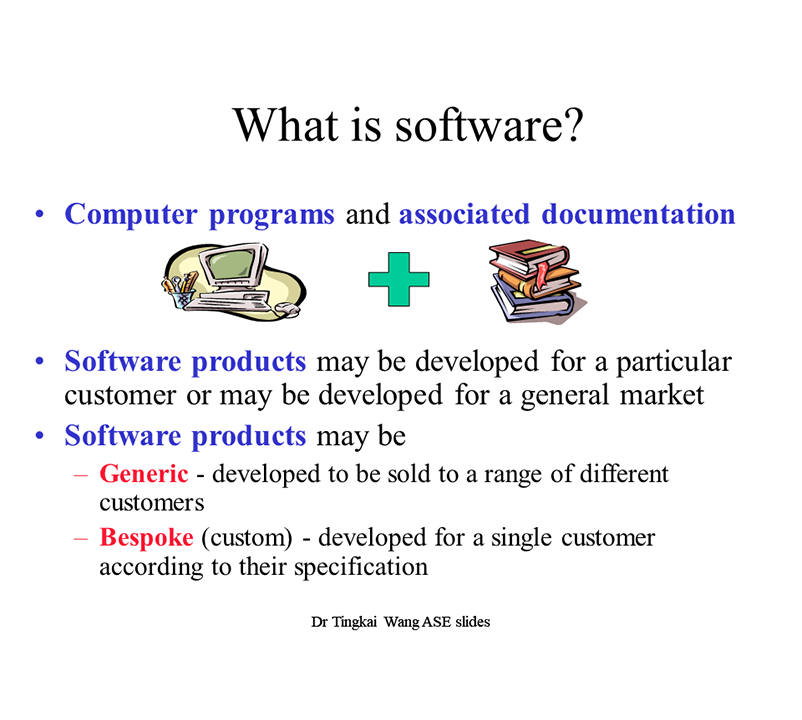 What is software?
• Computer programs and associated documentation
• Software products may be developed for a particular
customer or may be developed for a general market
• Software products may be
– Generic - developed to be sold to a range of different
customers
– Bespoke (custom) - developed for a single customer
according to their specification
Dr Tingkai Wang ASE slides